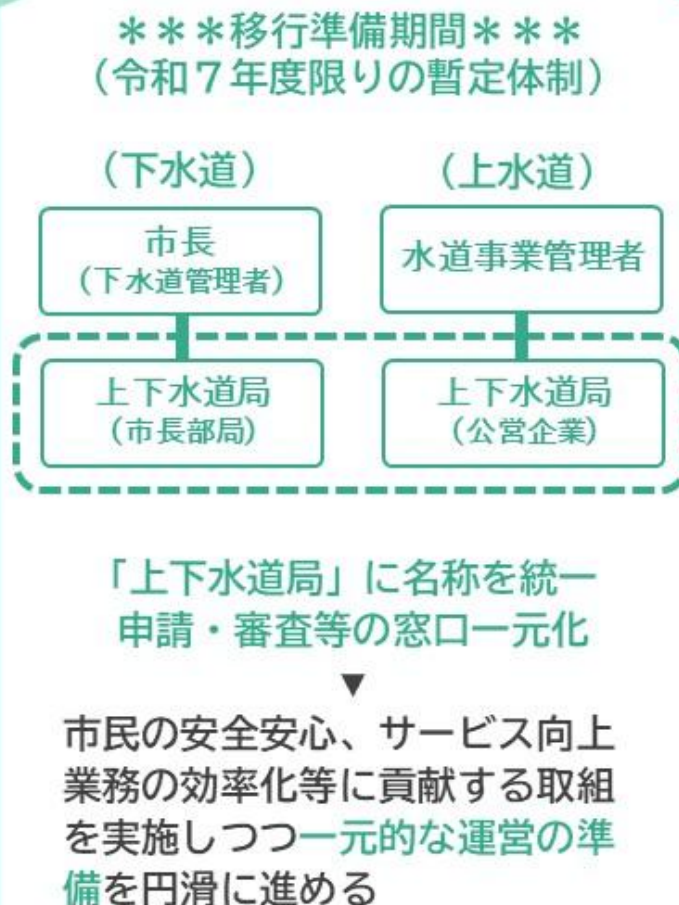 ＊＊＊移行準備期間＊＊＊
（令和７年度限りの暫定体制）
（下水道）
（上水道）
市長
（下水道管理者）
水道事業管理者
上下水道局
（市長部局）
上下水道局
（公営企業）
「上下水道局」に名称を統一
申請・審査等の窓口一元化
▼
市民の安全安心、サービス向上
業務の効率化等に貢献する取組
を実施しつつ一元的な運営の準
備を円滑に進める